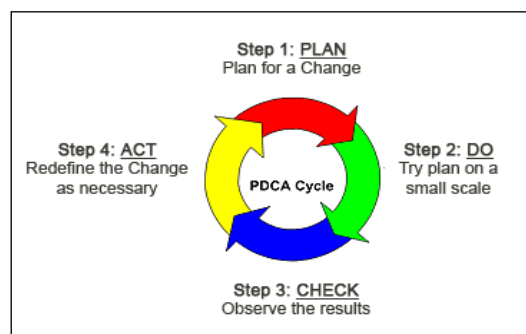 Step 1: PLAN
Plan for a Change
Step 4: ACT
Redefine the Change
as necessary
PDCA Cycle
Step 2: DO
Try plan on a
small scale
Step 3: CHECK
Observe the results